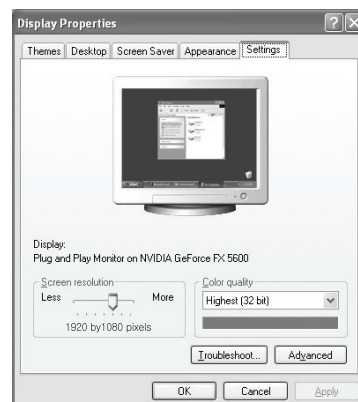 Display Properties
Themes Desktop Screen Saver Appearance Settings
Display:
Plug and Play Monitor on NVIDIA GeForce FX 5600
Screen resolution
Less More
1920 by1080 pixels
Color quality
Highest (32 bit)
Troubleshoot... Advanced
OK Cancel Apply